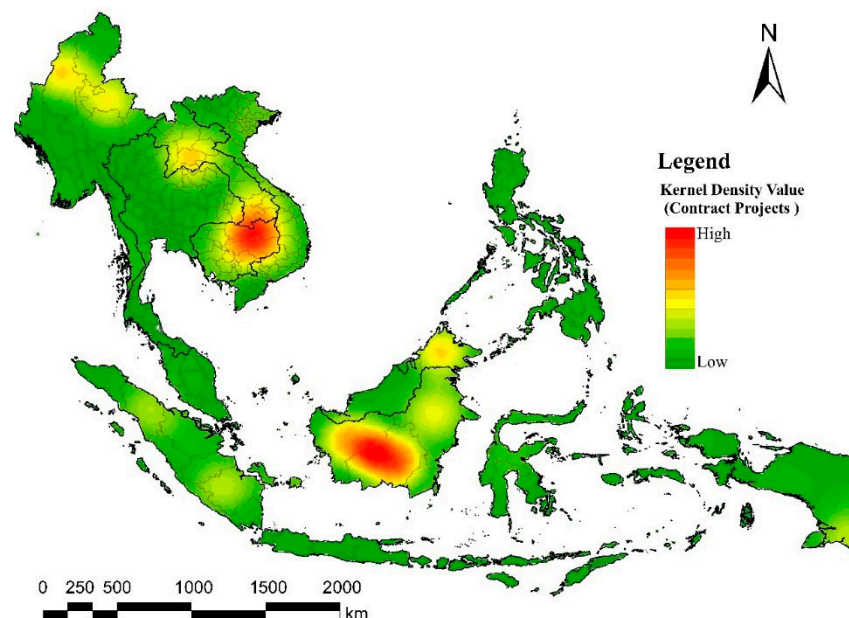 N
Legend
Kernel Density Value
(Contract Projects )
High
Low
0 250 500 1000 1500 2000
km